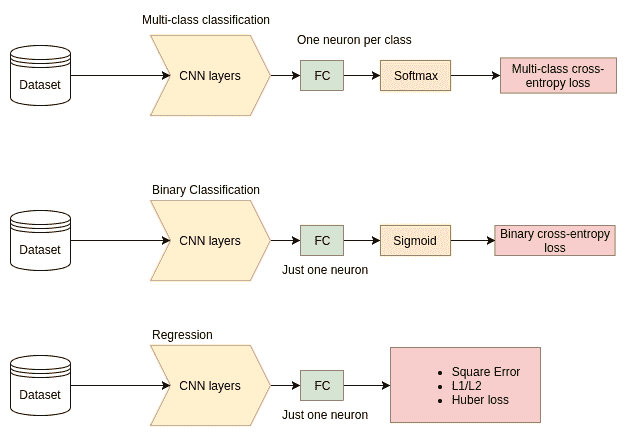 Multi-class classification
One neuron per class
Dataset
CNN layers
FC
Softmax
Multi-class cross-
entropy loss
Binary Classification
Dataset
CNN layers
FC
Sigmoid
Binary cross-entropy
loss
Just one neuron
Regression
Dataset
CNN layers
FC
• Square Error
• L1/L2
• Huber loss
Just one neuron